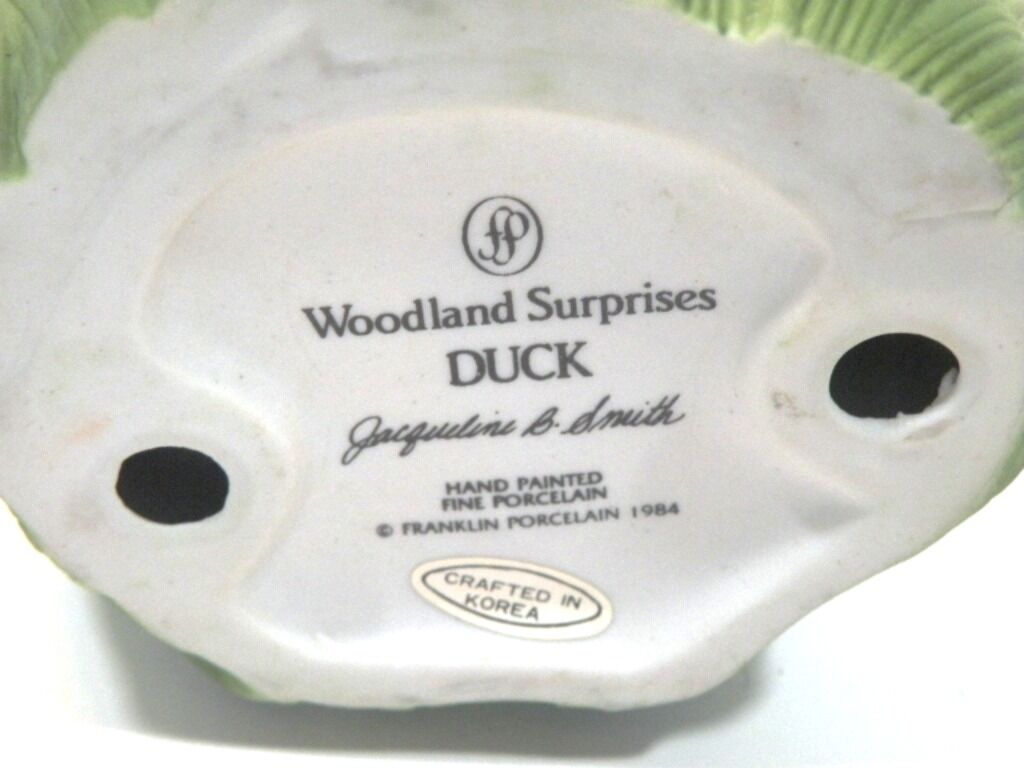 fp
Woodland Surprises
DUCK
Jacqueline B. Smith
HAND PAINTED
FINE PORCELAIN
© FRANKLIN PORCELAIN 1984
CRAFTED IN
KOREA